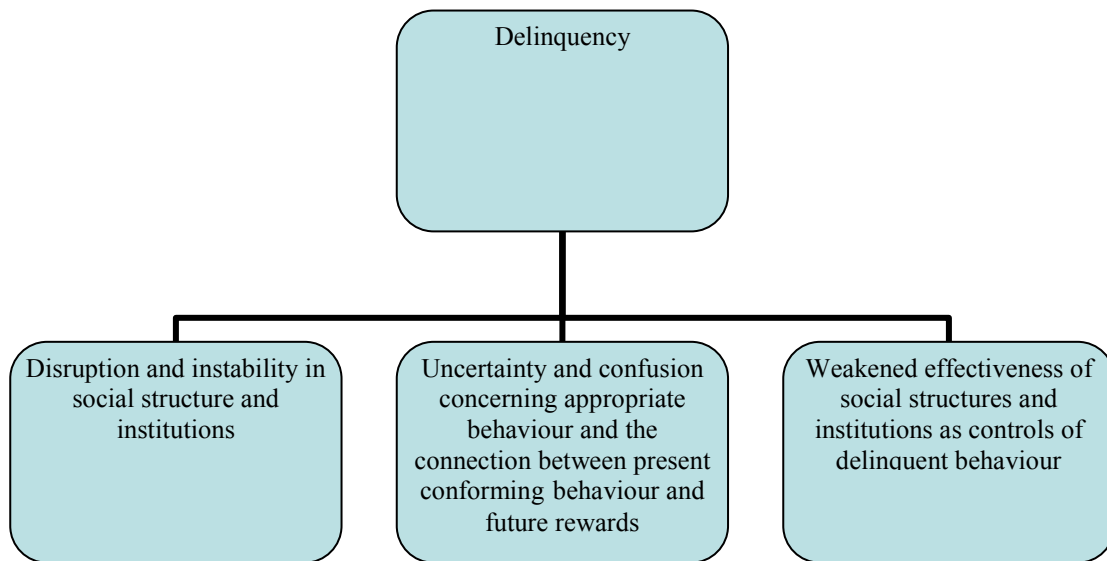 Delinquency
Disruption and instability in
social structure and
institutions
Uncertainty and confusion
concerning appropriate
behaviour and the
connection between present
conforming behaviour and
future rewards
Weakened effectiveness of
social structures and
institutions as controls of
delinquent behaviour